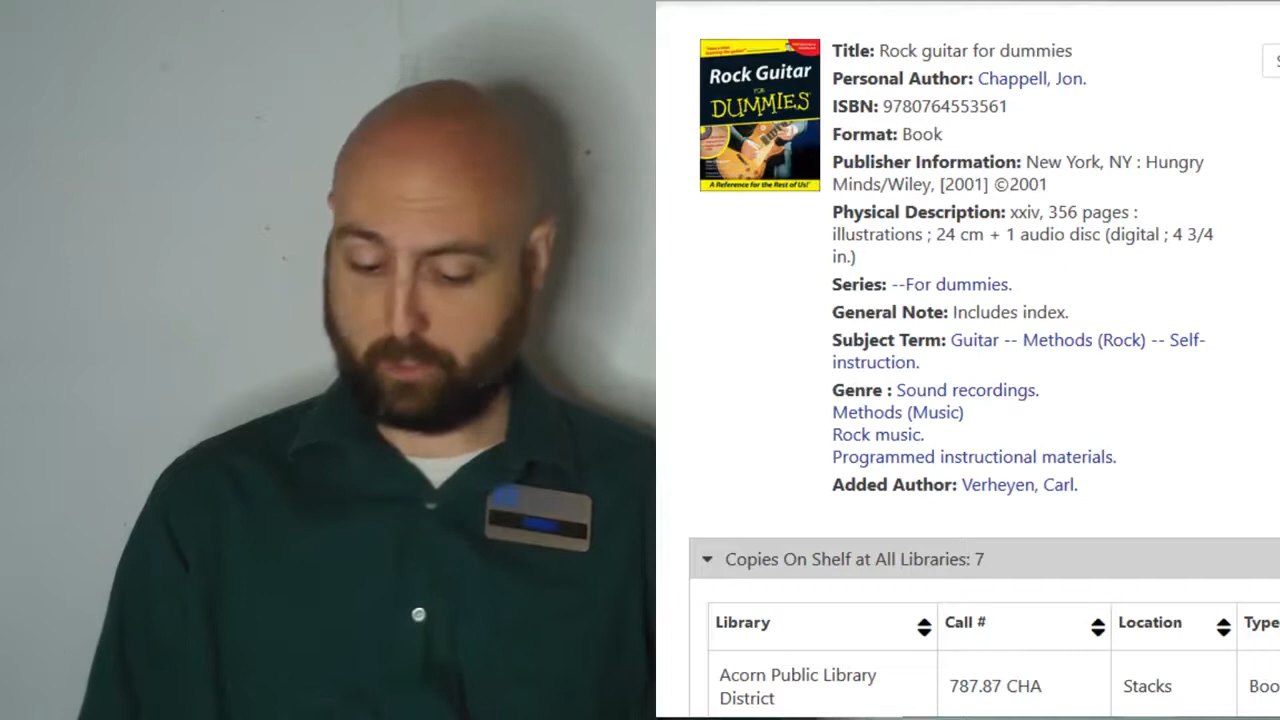 Rock Guitar
FOR
DUMMIES
A Reference for the Rest of Us!
Title: Rock guitar for dummies
Personal Author: Chappell, Jon.
ISBN: 9780764553561
Format: Book
Publisher Information: New York, NY : Hungry
Minds/Wiley, [2001] ©2001
Physical Description: xxiv, 356 pages :
illustrations ; 24 cm + 1 audio disc (digital ; 4 3/4
in.)
Series: --For dummies.
General Note: Includes index.
Subject Term: Guitar -- Methods (Rock) -- Self-
instruction.
Genre : Sound recordings.
Methods (Music)
Rock music.
Programmed instructional materials.
Added Author: Verheyen, Carl.
Copies On Shelf at All Libraries: 7
Library Call # Location Type
Acorn Public Library
District 787.87 CHA Stacks Boo